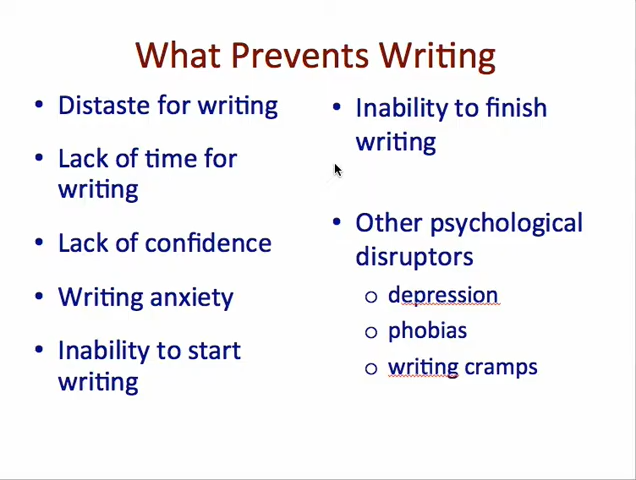 What Prevents Writing
• Distaste for writing
• Lack of time for
writing
• Lack of confidence
• Writing anxiety
• Inability to start
writing
• Inability to finish
writing
• Other psychological
disruptors
o depression
o phobias
o writing cramps